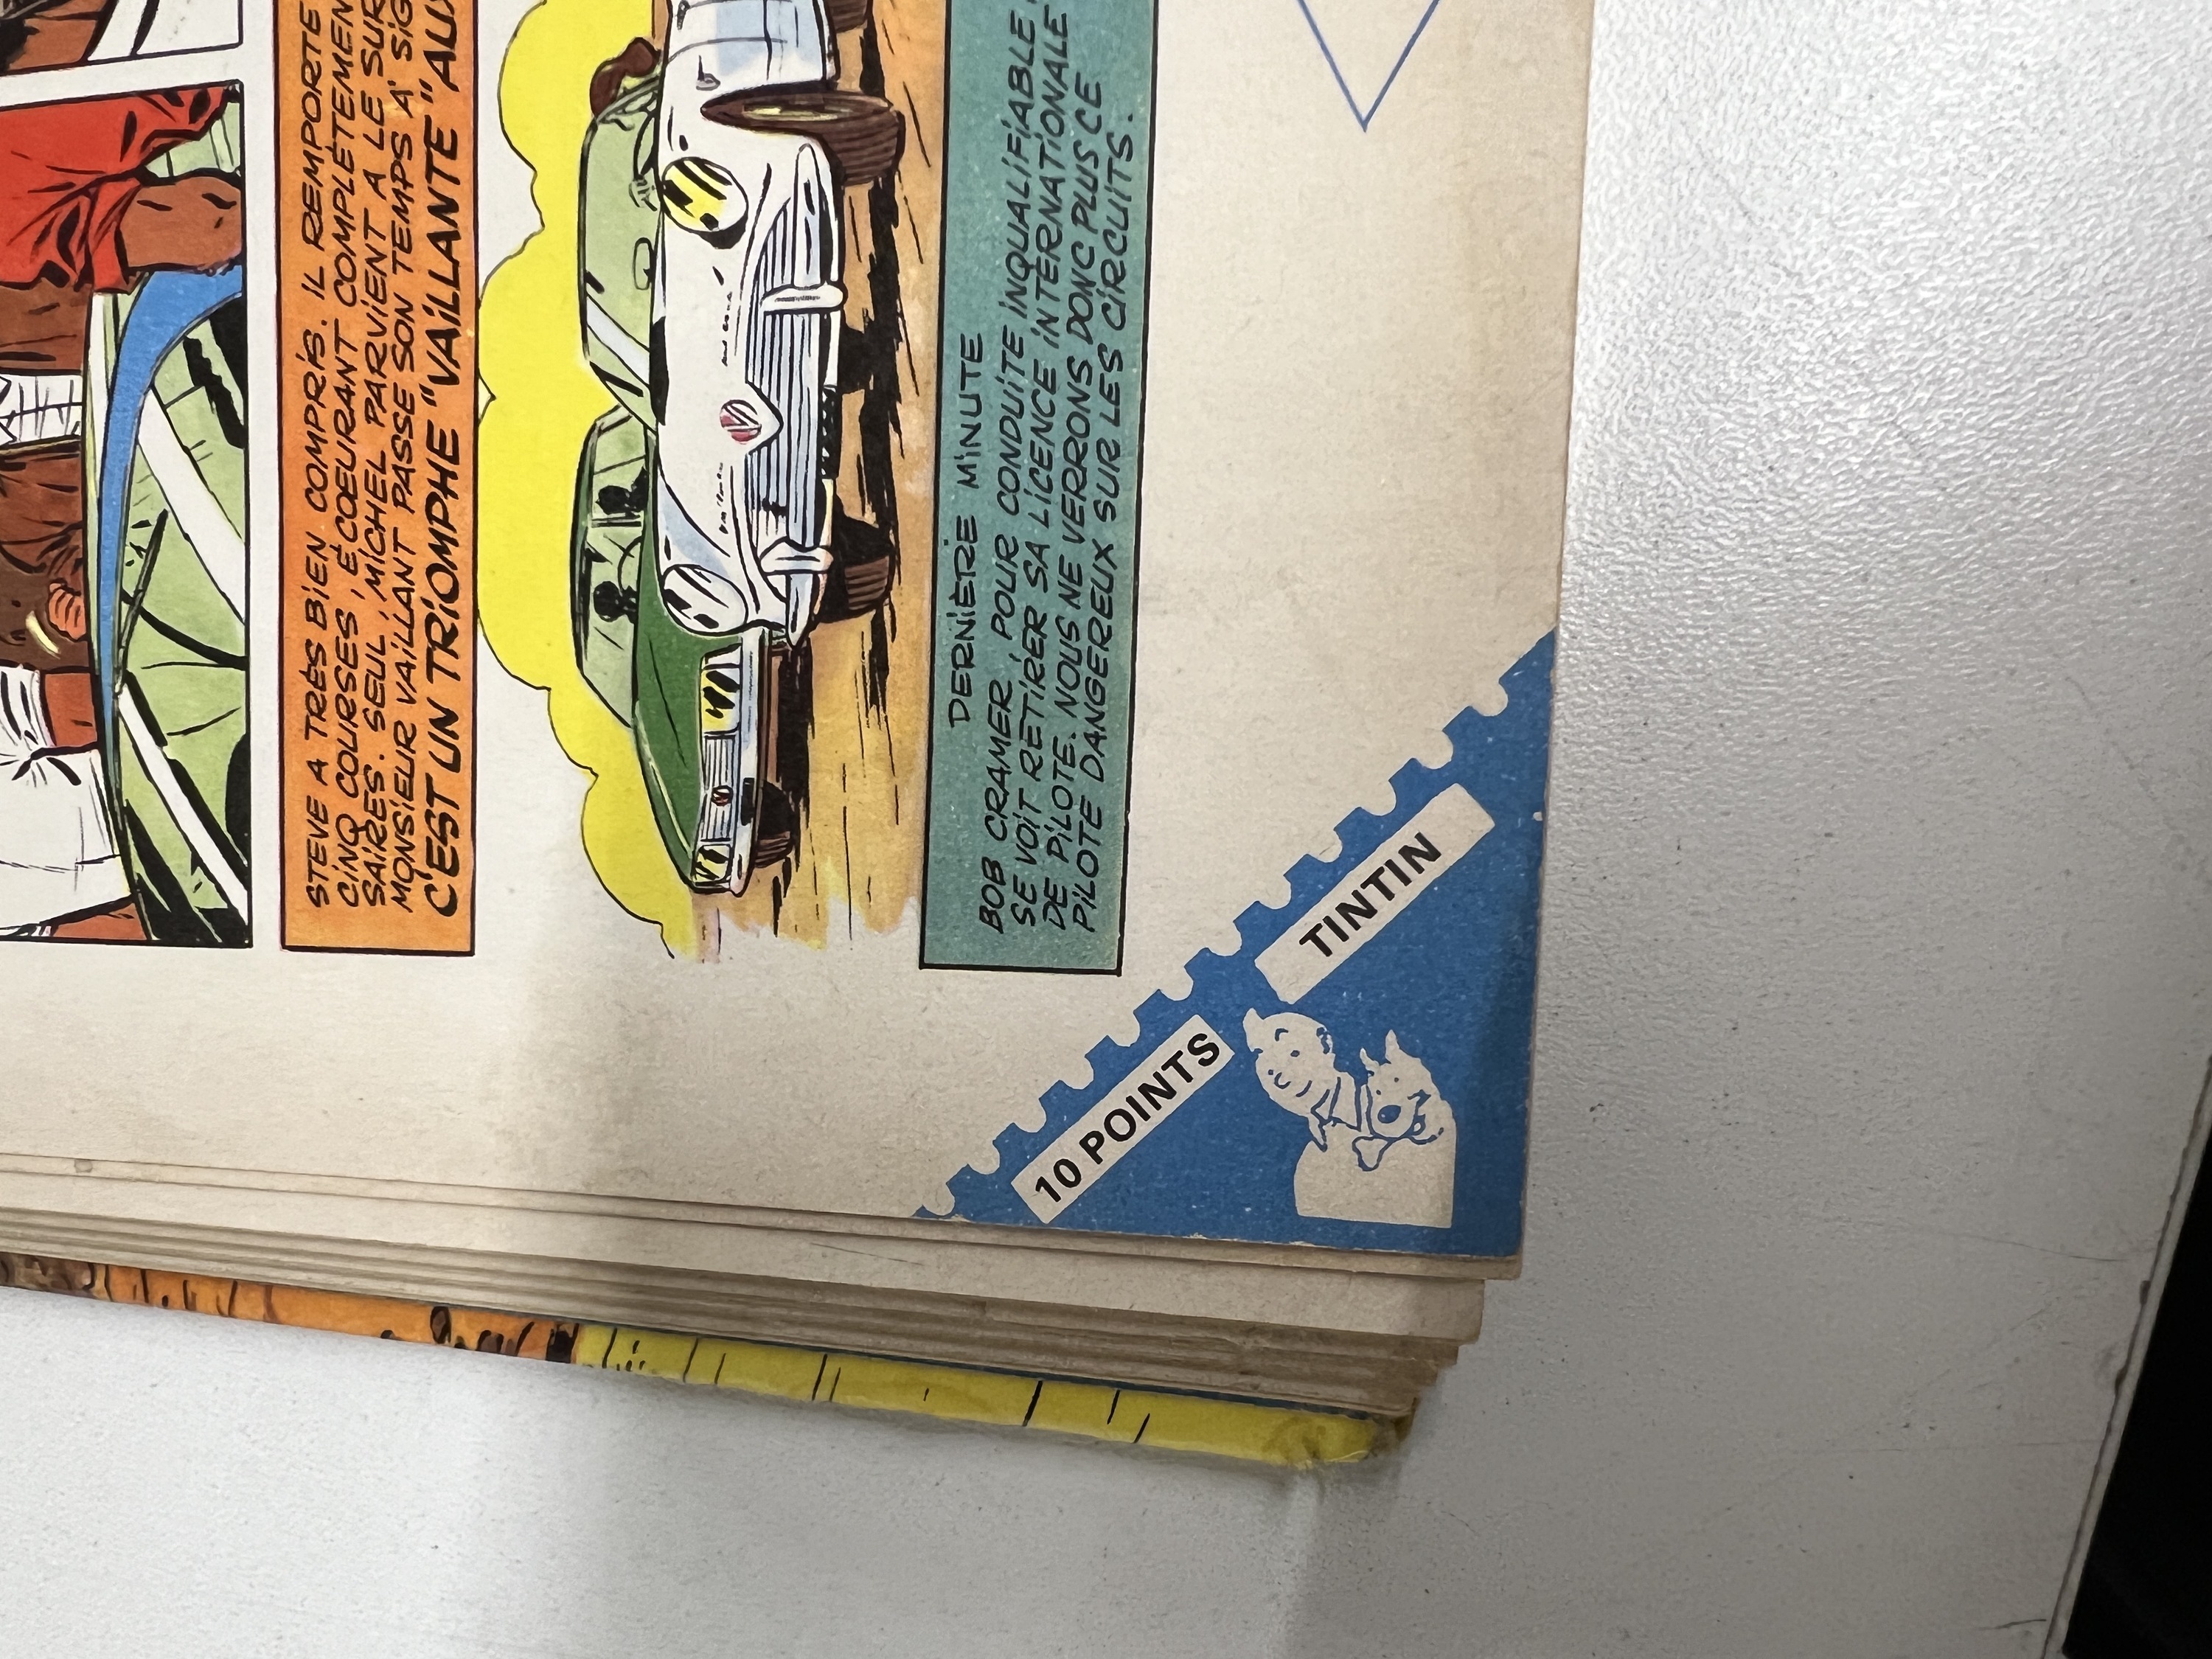 STEVE A TRÈS BIEN COMPRIS. IL REMPORTE
CINQ COURSES, ÉCOEURANT COMPLÈTEMEN
SAIRES. SEUL, MICHEL PARVIENT A LE SUR
MONSIEUR VAILLANT PASSE SON TEMPS A' SIG
C'EST UN TRIOMPHE "VAILLANTE" AUX
DERNIÈRE MINUTE
BOB CRAMER POUR CONDUITE INQUALIFIABLE
SE VOIT RETIRER SA LICENCE INTERNATIONALE
DE PILOTE. NOUS NE VERRONS DONC PLUS CE
PILOTE DANGEREUX SUR LES CIRCUITS.
10 POINTS
TINTIN